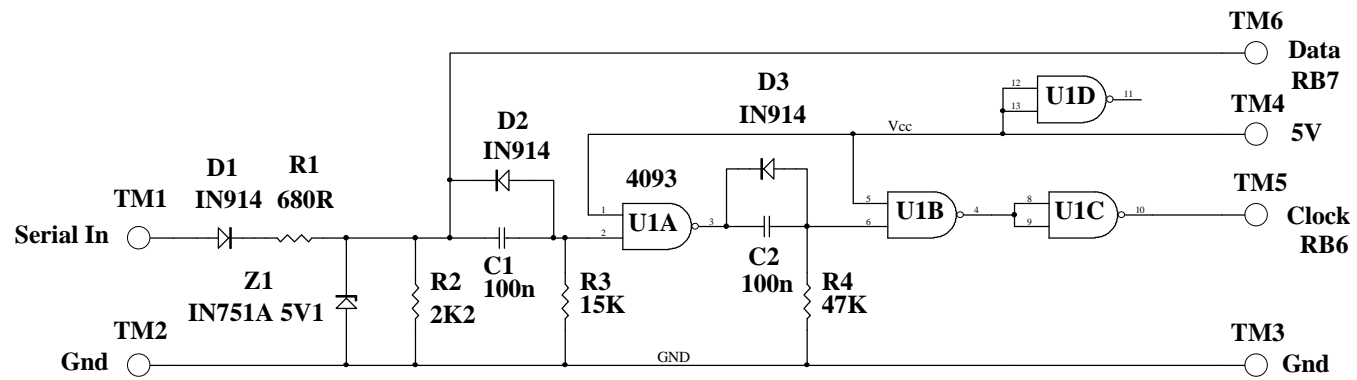 TM6
Data
RB7
D3
IN914
12
13
U1D
11
TM4
5V
Vcc
D2
IN914
D1
IN914
R1
680R
TM1
Serial In
4093
1
2
U1A
3
5
6
U1B
4
8
9
U1C
10
TM5
Clock
RB6
C1
100n
C2
100n
Z1
IN751A 5V1
R2
2K2
R3
15K
R4
47K
TM2
Gnd
GND
TM3
Gnd